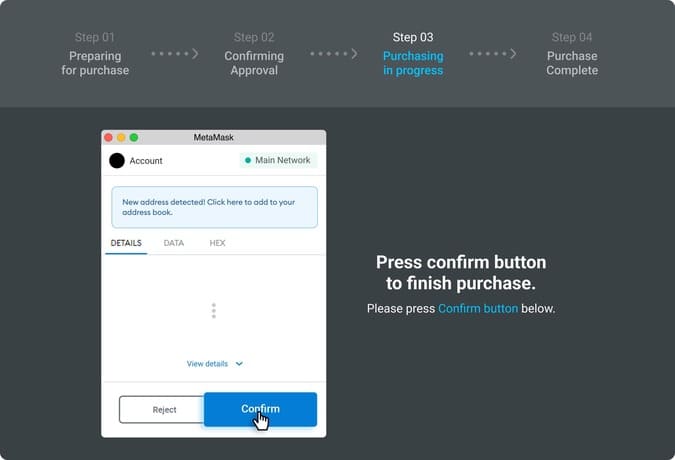 Step 01
Preparing
for purchase
Step 02
Confirming
Approval
Step 03
Purchasing
in progress
Step 04
Purchase
Complete
MetaMask
Account
Main Network
New address detected! Click here to add to your
address book.
DETAILS DATA HEX
View details
Reject
Confirm
Press confirm button
to finish purchase.
Please press Confirm button below.